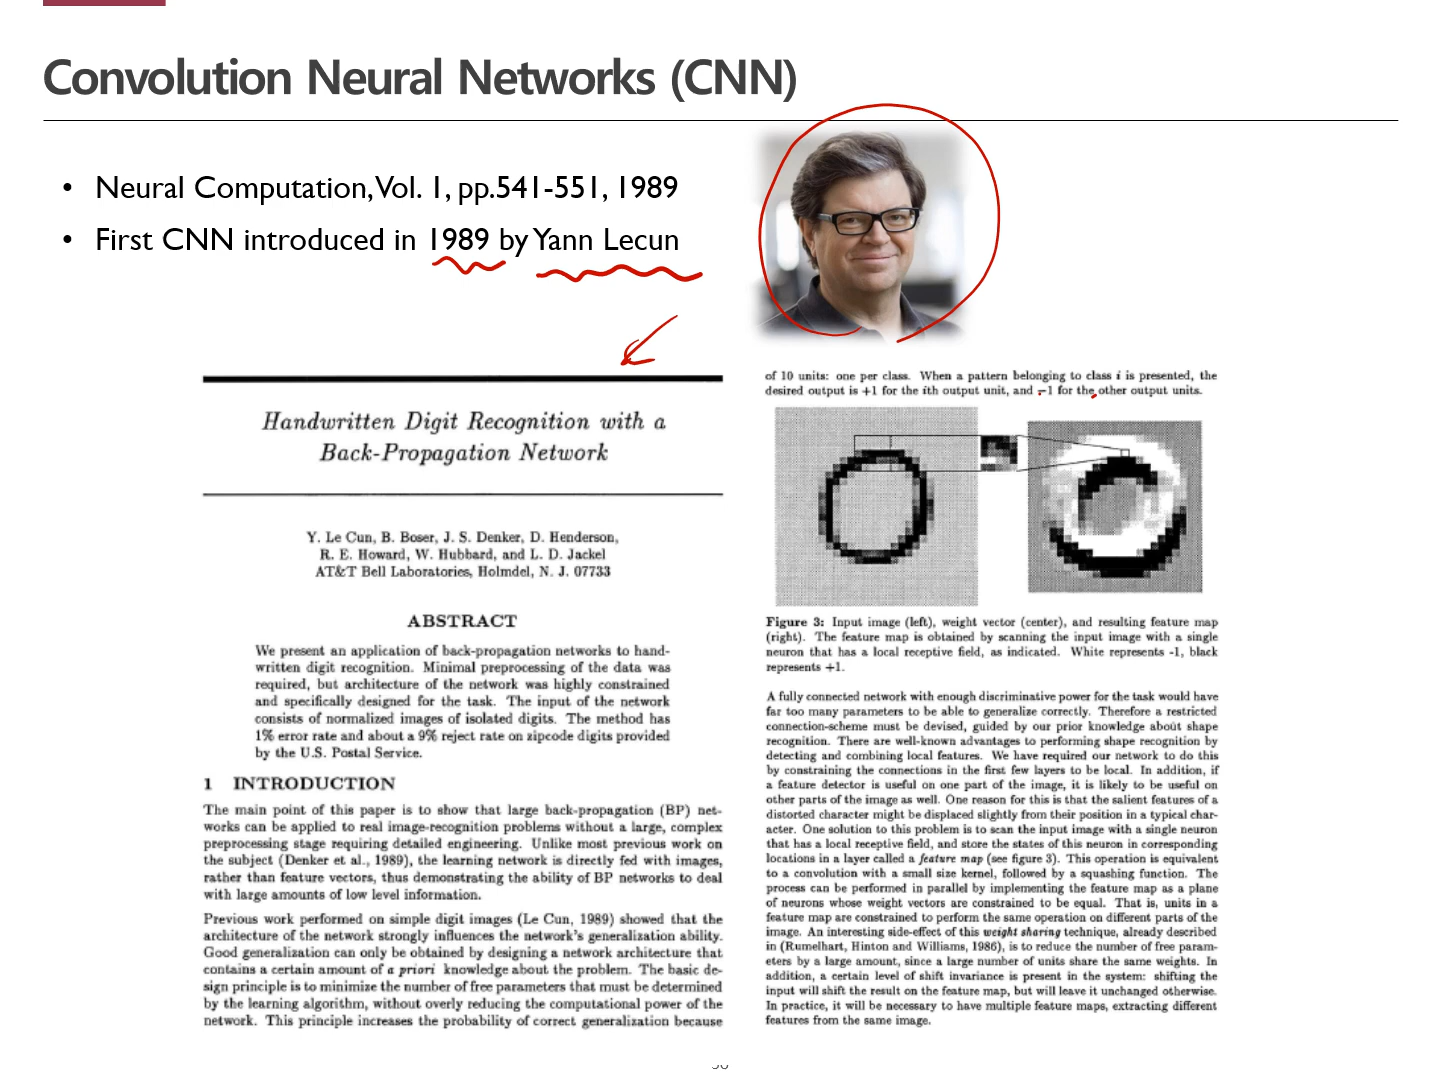 Convolution Neural Networks (CNN)
• Neural Computation, Vol. 1, pp.541-551, 1989
• First CNN introduced in 1989 by Yann Lecun
Handwritten Digit Recognition with a
Back-Propagation Network
Y. Le Cun, B. Boser, J. S. Denker, D. Henderson,
R. E. Howard, W. Hubbard, and L. D. Jackel
AT&T Bell Laboratories, Holmdel, N. J. 07733
ABSTRACT
We present an application of back-propagation networks to hand-
written digit recognition. Minimal preprocessing of the data was
required, but architecture of the network was highly constrained
and specifically designed for the task. The input of the network
consists of normalized images of isolated digits. The method has
1% error rate and about a 9% reject rate on zipcode digits provided
by the U.S. Postal Service.
1 INTRODUCTION
The main point of this paper is to show that large back-propagation (BP) net-
works can be applied to real image-recognition problems without a large, complex
preprocessing stage requiring detailed engineering. Unlike most previous work on
the subject (Denker et al., 1989), the learning network is directly fed with images,
rather than feature vectors, thus demonstrating the ability of BP networks to deal
with large amounts of low level information.
Previous work performed on simple digit images (Le Cun, 1989) showed that the
architecture of the network strongly influences the network's generalization ability.
Good generalization can only be obtained by designing a network architecture that
contains a certain amount of a priori knowledge about the problem. The basic de-
sign principle is to minimize the number of free parameters that must be determined
by the learning algorithm, without overly reducing the computational power of the
network. This principle increases the probability of correct generalization because
of 10 units: one per class. When a pattern belonging to class i is presented, the
desired output is +1 for the ith output unit, and -1 for the other output units.
Figure 3: Input image (left), weight vector (center), and resulting feature map
(right). The feature map is obtained by scanning the input image with a single
neuron that has a local receptive field, as indicated. White represents -1, black
represents +1.
A fully connected network with enough discriminative power for the task would have
far too many parameters to be able to generalize correctly. Therefore a restricted
connection-scheme must be devised, guided by our prior knowledge about shape
recognition. There are well-known advantages to performing shape recognition by
detecting and combining local features. We have required our network to do this
by constraining the connections in the first few layers to be local. In addition, if
a feature detector is useful on one part of the image, it is likely to be useful on
other parts of the image as well. One reason for this is that the salient features of a
distorted character might be displaced slightly from their position in a typical char-
acter. One solution to this problem is to scan the input image with a single neuron
that has a local receptive field, and store the states of this neuron in corresponding
locations in a layer called a feature map (see figure 3). This operation is equivalent
to a convolution with a small size kernel, followed by a squashing function. The
process can be performed in parallel by implementing the feature map as a plane
of neurons whose weight vectors are constrained to be equal. That is, units in a
feature map are constrained to perform the same operation on different parts of the
image. An interesting side-effect of this weight sharing technique, already described
in (Rumelhart, Hinton and Williams, 1986), is to reduce the number of free param-
eters by a large amount, since a large number of units share the same weights. In
addition, a certain level of shift invariance is present in the system: shifting the
input will shift the result on the feature map, but will leave it unchanged otherwise.
In practice, it will be necessary to have multiple feature maps, extracting different
features from the same image.